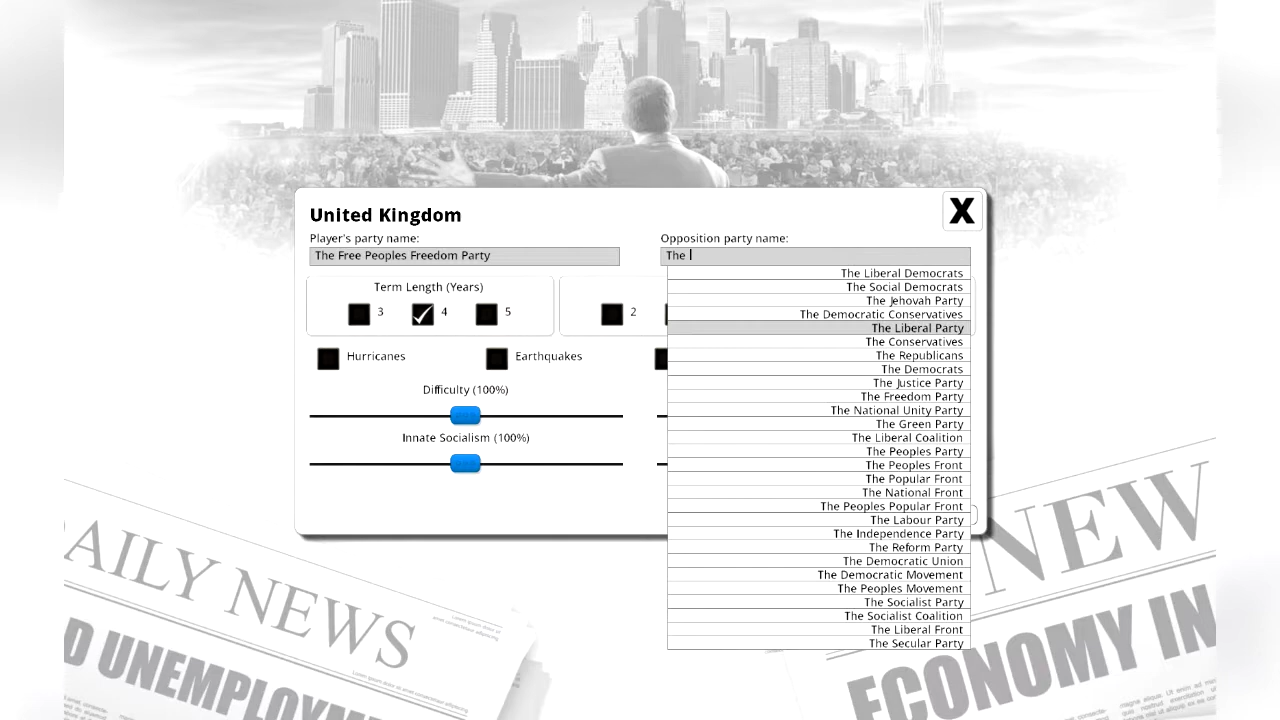 United Kingdom
X
Player's party name:
Opposition party name:
The Free Peoples Freedom Party
The
Term Length (Years)
3
4
5
2
Hurricanes
Earthquakes
Difficulty (100%)
Innate Socialism (100%)
The Liberal Democrats
The Social Democrats
The Jehovah Party
The Democratic Conservatives
The Liberal Party
The Conservatives
The Republicans
The Democrats
The Justice Party
The Freedom Party
The National Unity Party
The Green Party
The Liberal Coalition
The Peoples Party
The Peoples Front
The Popular Front
The National Front
The Peoples Popular Front
The Labour Party
The Independence Party
The Reform Party
The Democratic Union
The Democratic Movement
The Peoples Movement
The Socialist Party
The Socialist Coalition
The Liberal Front
The Secular Party
AILY NEWS
D UNEMPLOYM
NEW
ECONOMY IN